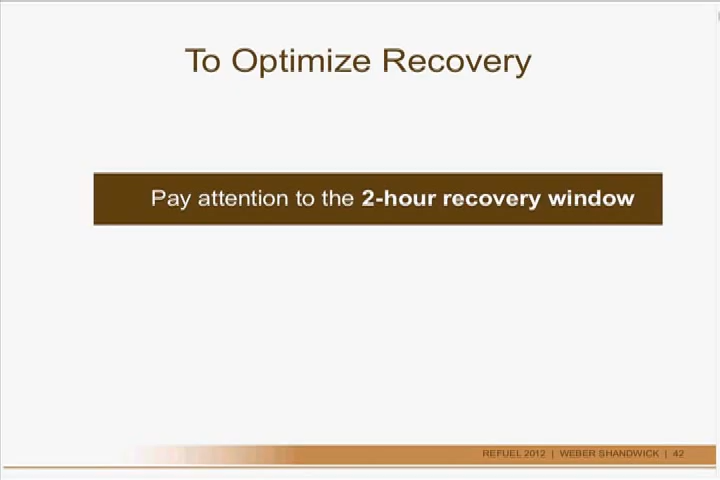 To Optimize Recovery
Pay attention to the 2-hour recovery window
REFUEL 2012 | WEBER SHANDWICK | 42